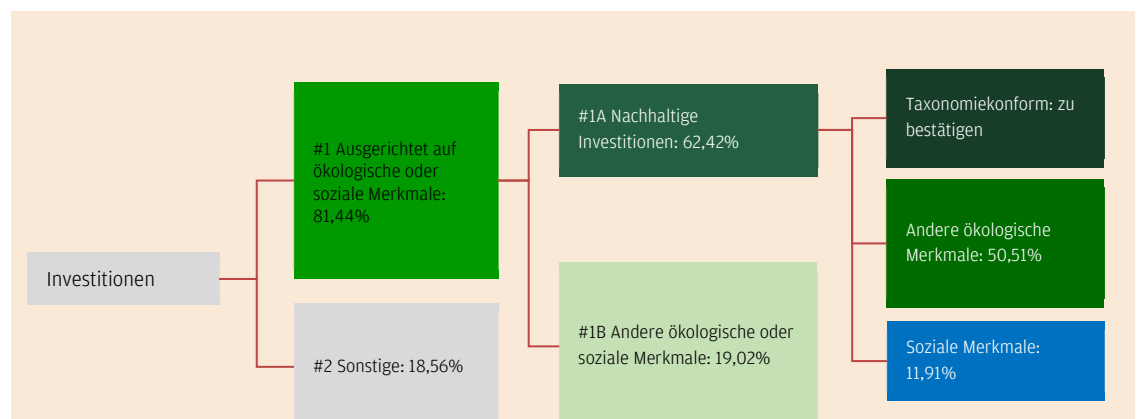 Investitionen
#1 Ausgerichtet auf
ökologische oder
soziale Merkmale:
81,44%
#2 Sonstige: 18,56%
#1A Nachhaltige
Investitionen: 62,42%
#1B Andere ökologische oder
soziale Merkmale: 19,02%
Taxonomiekonform: zu
bestätigen
Andere ökologische
Merkmale: 50,51%
Soziale Merkmale:
11,91%